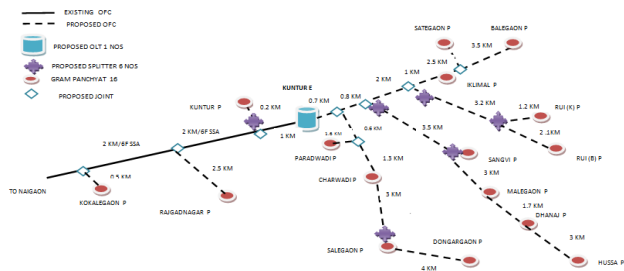 EXISTING OFC
PROPOSED OFC
PROPOSED OLT 1 NOS
PROPOSED SPLITTER 6 NOS
GRAM PANCHYAT 16
PROPOSED JOINT
SATEGAON P
BALEGAON P
3.5 KM
2.5 KM
1 KM
2 KM
IKLIMAL P
KUNTUR E
0.8 KM
0.7 KM
KUNTUR P
0.2 KM
3.2 KM
1.2 KM
RUI (K) P
2 .1KM
RUI (B) P
2 KM/6F SSA
1 KM
0.6 KM
1.6 KM
3.5 KM
2 KM/6F SSA
PARADWADI P
1.3 KM
SANGVI P
2.5 KM
CHARWADI P
3 KM
0.5 KM
TO NAIGAON
KOKALEGAON P
3 KM
MALEGAON P
1.7 KM
RAJGADNAGAR P
DHANAJ P
3 KM
SALEGAON P
DONGARGAON P
4 KM
HUSSA P